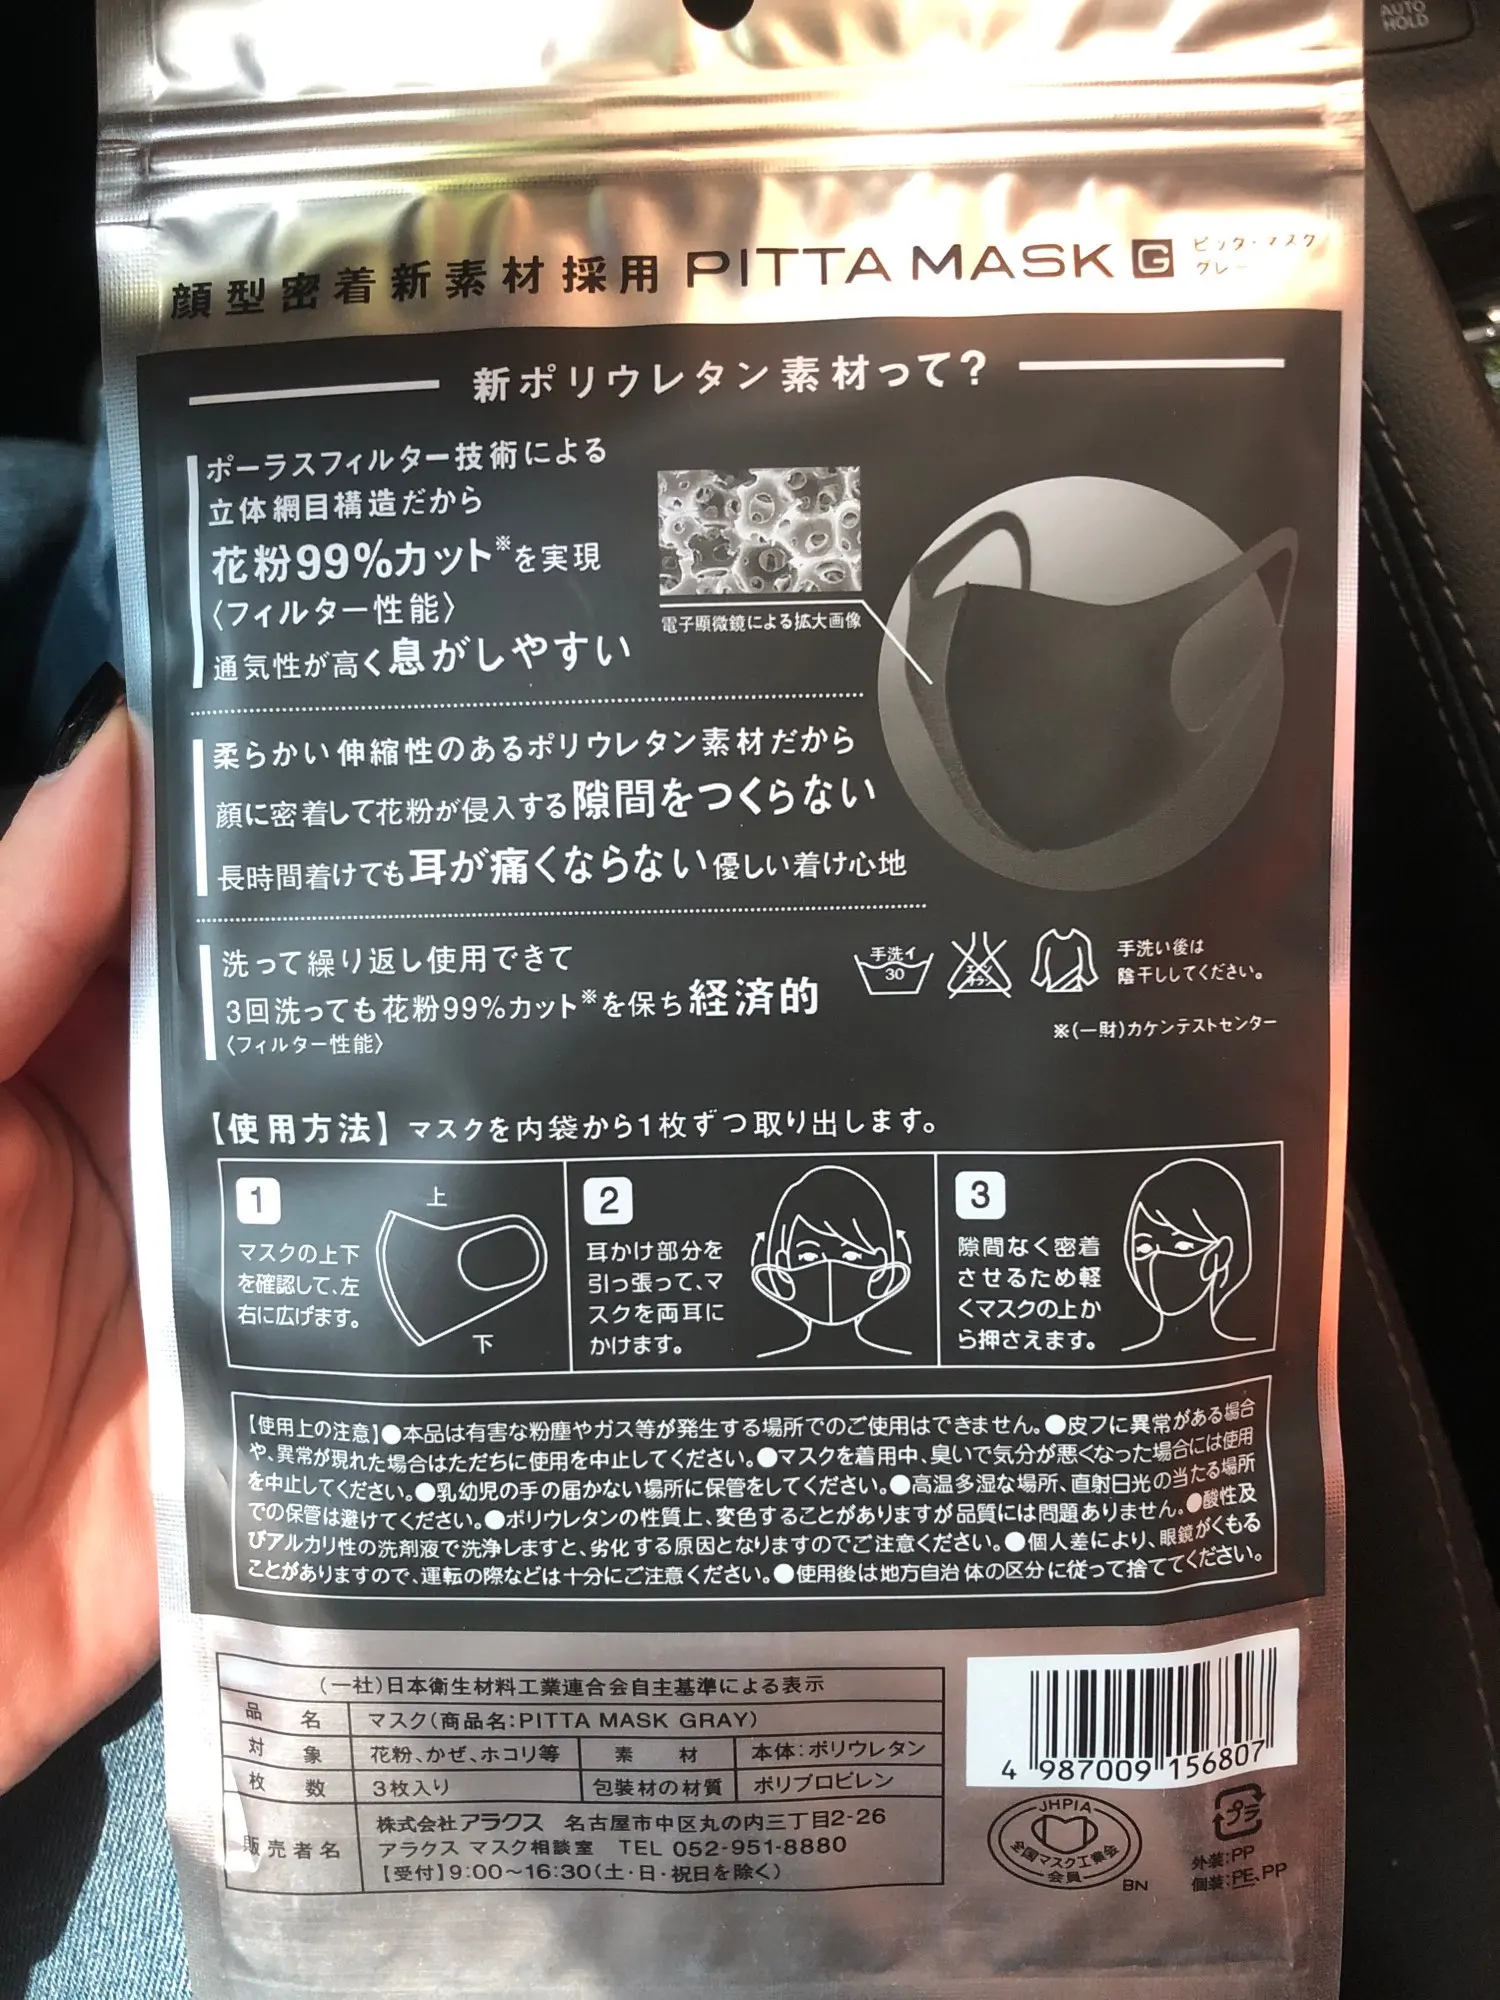 AUTO
HOLD
顔型密着新素材採用 PITTA MASK G ピッタ・マスク
グレー
新ポリウレタン素材って?
ポーラスフィルター技術による
立体網目構造だから
花粉99%カット※を実現
〈フィルター性能〉
通気性が高く息がしやすい
電子顕微鏡による拡大画像
柔らかい伸縮性のあるポリウレタン素材だから
顔に密着して花粉が侵入する隙間をつくらない
長時間着けても耳が痛くならない優しい着け心地
洗って繰り返し使用できて
3回洗っても花粉99%カット※を保ち経済的
〈フィルター性能〉
手洗イ
30
エンソ
サラシ
手洗い後は
陰干ししてください。
※(一財)カケンテストセンター
【使用方法】マスクを内袋から1枚ずつ取り出します。
1
上
マスクの上下
を確認して、左
右に広げます。
下
2
耳かけ部分を
引っ張って、マ
スクを両耳に
かけます。
3
隙間なく密着
させるため軽
くマスクの上か
ら押さえます。
【使用上の注意】●本品は有害な粉塵やガス等が発生する場所でのご使用はできません。●皮フに異常がある場合
や、異常が現れた場合はただちに使用を中止してください。●マスクを着用中、臭いで気分が悪くなった場合には使用
を中止してください。●乳幼児の手の届かない場所に保管をしてください。●高温多湿な場所、直射日光の当たる場所
での保管は避けてください。●ポリウレタンの性質上、変色することがありますが品質には問題ありません。●酸性及
びアルカリ性の洗剤液で洗浄しますと、劣化する原因となりますのでご注意ください。●個人差により、眼鏡がくもる
ことがありますので、運転の際などは十分にご注意ください。●使用後は地方自治体の区分に従って捨ててください。
(一社)日本衛生材料工業連合会自主基準による表示
品名 マスク(商品名:PITTA MASK GRAY)
対象 花粉、かぜ、ホコリ等 素材 本体:ポリウレタン
枚数 3枚入り 包装材の材質 ポリプロピレン
販売者名 株式会社アラクス 名古屋市中区丸の内三丁目2-26
アラクス マスク相談室 TEL 052-951-8880
【受付】9:00〜16:30(土・日・祝日を除く)
4 987009 156807
JHPIA
全国マスク工業会
会員
BN
プラ
外装:PP
個装:PE、PP